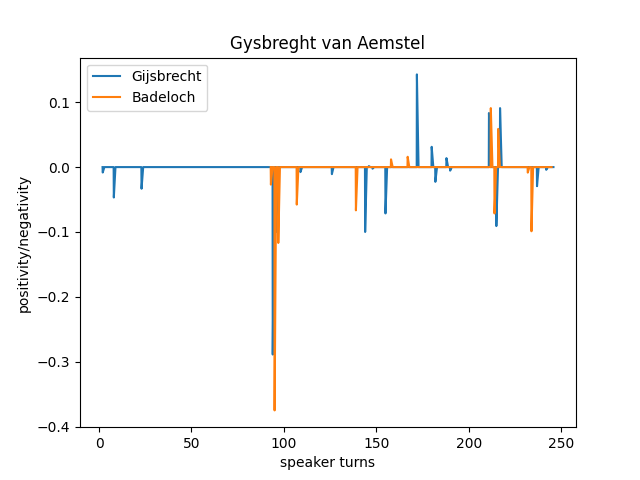 Gysbreght van Aemstel
Gijsbrecht
Badeloch
positivity/negativity
0.1
0.0
−0.1
−0.2
−0.3
−0.4
0 50 100 150 200 250
speaker turns